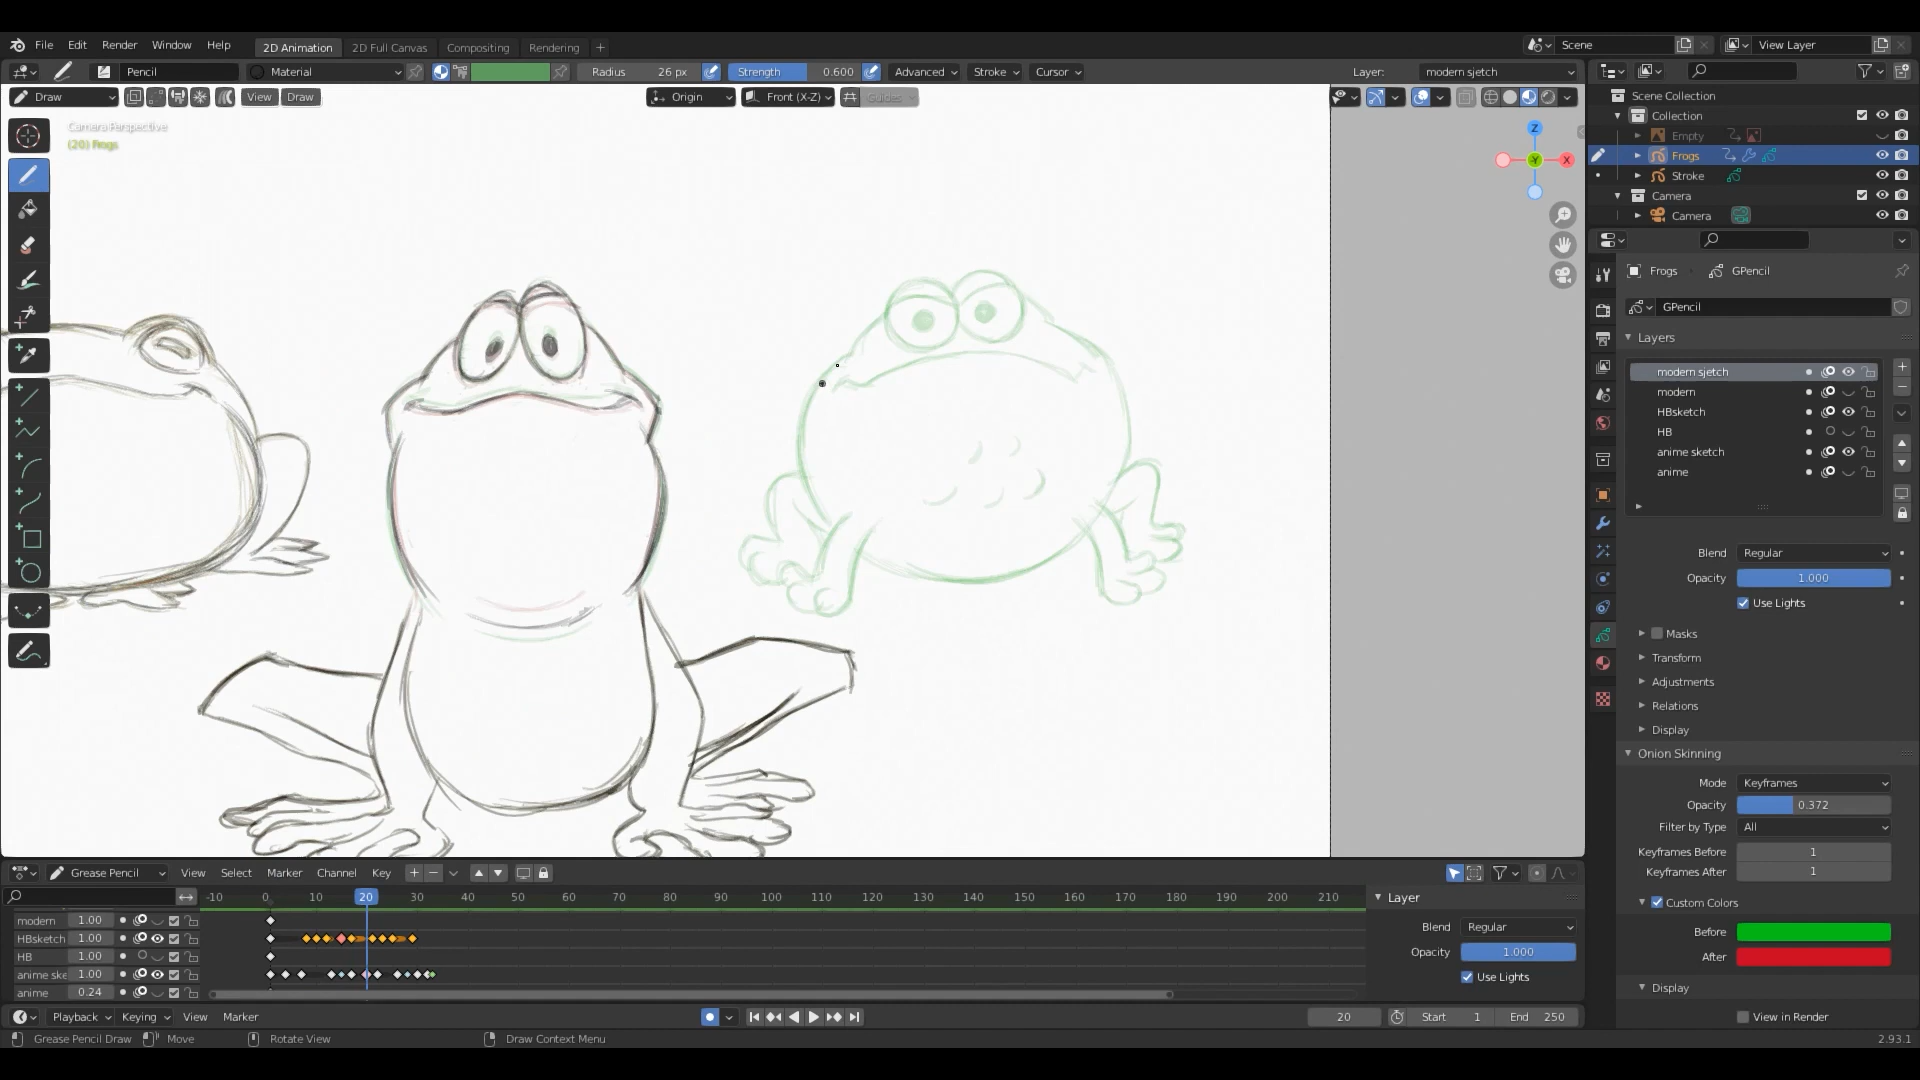 File Edit Render Window Help 2D Animation 2D Full Canvas Compositing Rendering + Scene View Layer
Pencil Material Radius 26 px Strength 0.600 Advanced Stroke Cursor Layer: modern sjetch
Draw View Draw Origin Front (X-Z) Guides
Camera Perspective
(20) Frogs
Z
Y X
Scene Collection
Collection
Empty
Frogs
Stroke
Camera
Camera
Frogs GPencil
GPencil
Layers
modern sjetch
modern
HBsketch
HB
anime sketch
anime
Blend Regular
Opacity 1.000
Use Lights
Masks
Transform
Adjustments
Relations
Display
Onion Skinning
Mode Keyframes
Opacity 0.372
Filter by Type All
Keyframes Before 1
Keyframes After 1
Custom Colors
Before
After
Display
View in Render
Grease Pencil View Select Marker Channel Key
-10 0 10 20 30 40 50 60 70 80 90 100 110 120 130 140 150 160 170 180 190 200 210
modern 1.00
HBsketch 1.00
HB 1.00
anime ske 1.00
anime 0.24
Layer
Blend Regular
Opacity 1.000
Use Lights
Playback Keying View Marker 20 Start 1 End 250
Grease Pencil Draw Move Rotate View Draw Context Menu 2.93.1